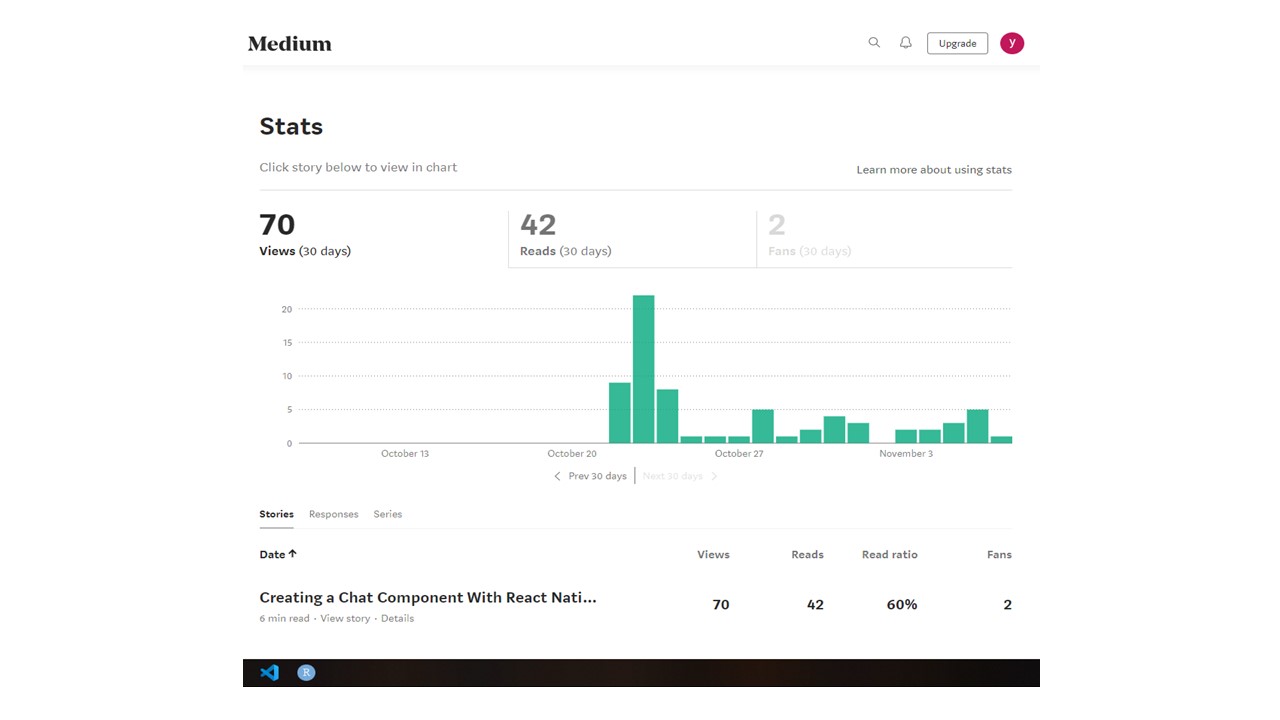 Medium
Upgrade
y
Stats
Click story below to view in chart
Learn more about using stats
70
Views (30 days)
42
Reads (30 days)
2
Fans (30 days)
20
15
10
5
0
October 13
October 20
October 27
November 3
Prev 30 days
Next 30 days
Stories Responses Series
Date Views Reads Read ratio Fans
Creating a Chat Component With React Nati... 70 42 60% 2
6 min read · View story · Details
R